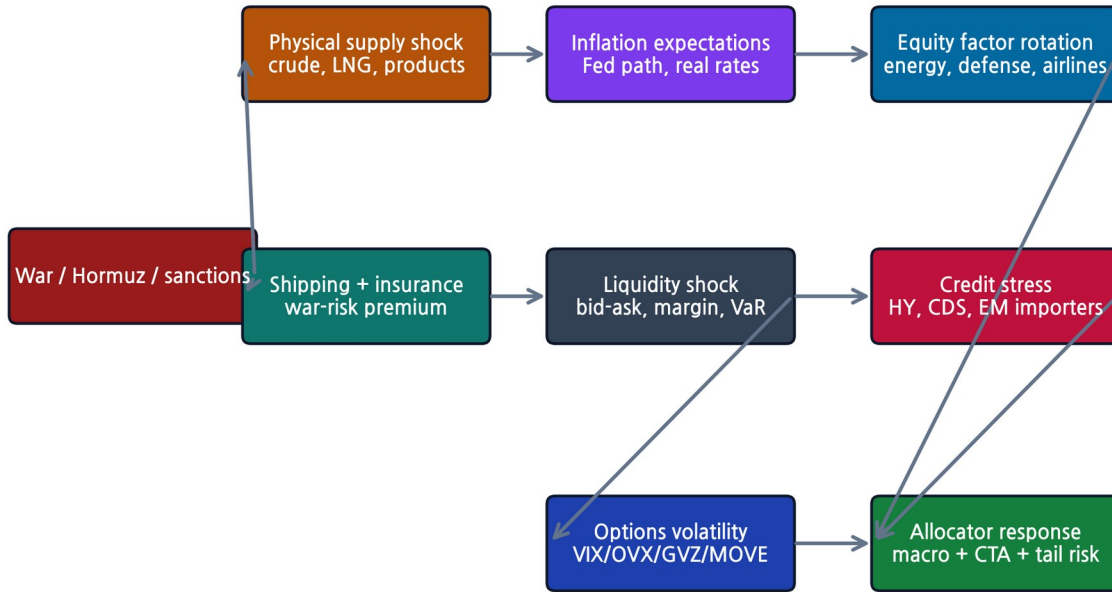 Physical supply shock
crude, LNG, products
Inflation expectations
Fed path, real rates
Equity factor rotation
energy, defense, airlines
War / Hormuz / sanctions
Shipping + insurance
war-risk premium
Liquidity shock
bid-ask, margin, VaR
Credit stress
HY, CDS, EM importers
Options volatility
VIX/OVX/GVZ/MOVE
Allocator response
macro + CTA + tail risk